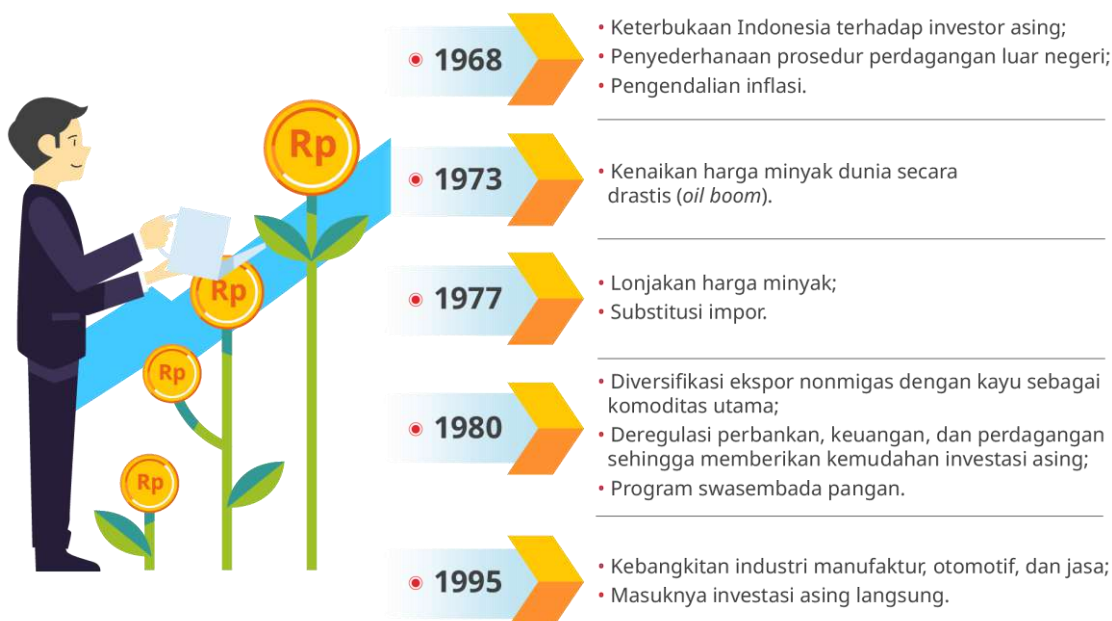 1968
• Keterbukaan Indonesia terhadap investor asing;
• Penyederhanaan prosedur perdagangan luar negeri;
• Pengendalian inflasi.
Rp
1973
• Kenaikan harga minyak dunia secara
drastis (oil boom).
Rp
1977
• Lonjakan harga minyak;
• Substitusi impor.
Rp
1980
• Diversifikasi ekspor nonmigas dengan kayu sebagai
komoditas utama;
• Deregulasi perbankan, keuangan, dan perdagangan
sehingga memberikan kemudahan investasi asing;
• Program swasembada pangan.
Rp
1995
• Kebangkitan industri manufaktur, otomotif, dan jasa;
• Masuknya investasi asing langsung.